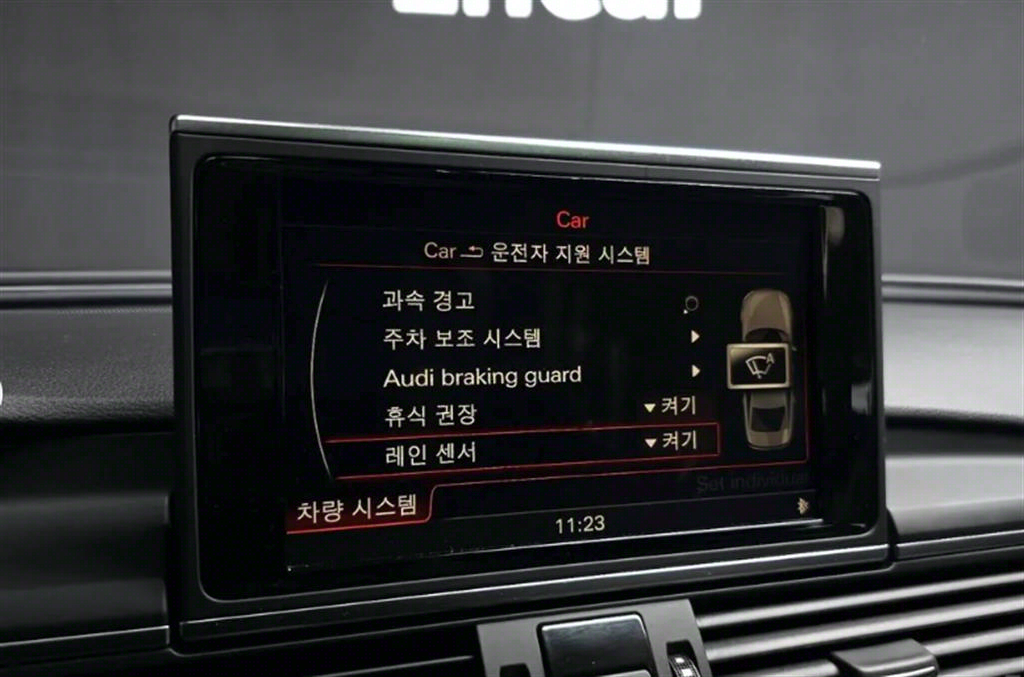 Car
Car 운전자 지원 시스템
과속 경고
주차 보조 시스템
Audi braking guard
휴식 권장 켜기
레인 센서 켜기
A
Set individual
차량 시스템
11:23